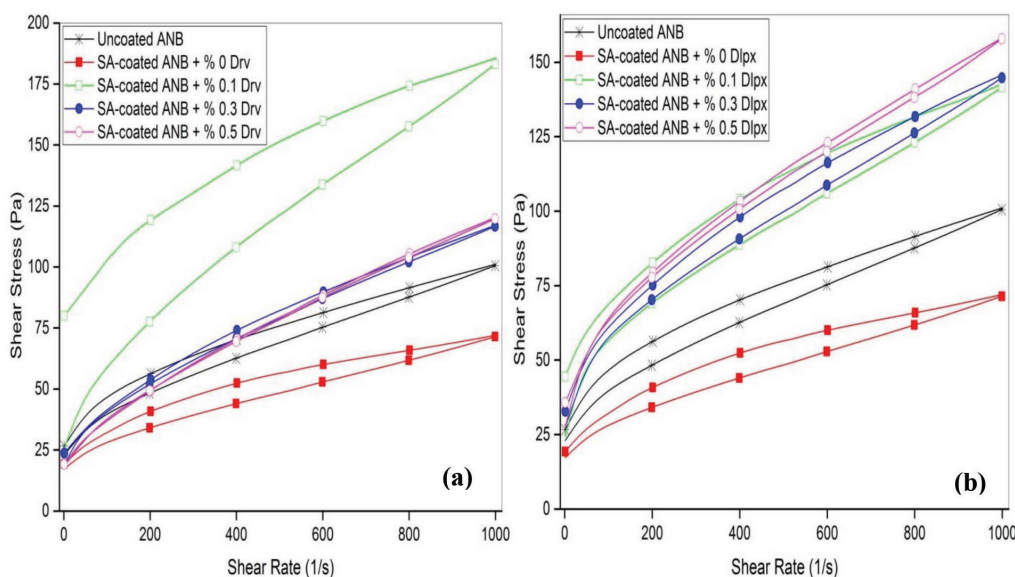 200
175
150
125
100
75
50
25
0
Shear Stress (Pa)
Uncoated ANB
SA-coated ANB + % 0 Drv
SA-coated ANB + % 0.1 Drv
SA-coated ANB + % 0.3 Drv
SA-coated ANB + % 0.5 Drv
(a)
0 200 400 600 800 1000
Shear Rate (1/s)
150
125
100
75
50
25
0
Shear Stress (Pa)
Uncoated ANB
SA-coated ANB + % 0 Dlpx
SA-coated ANB + % 0.1 Dlpx
SA-coated ANB + % 0.3 Dlpx
SA-coated ANB + % 0.5 Dlpx
(b)
0 200 400 600 800 1000
Shear Rate (1/s)